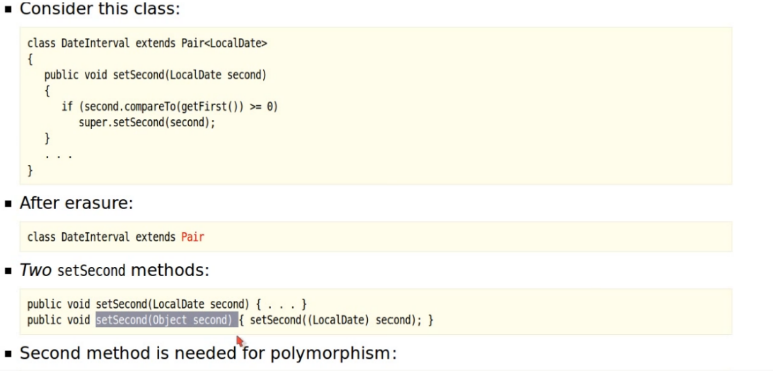 ▪ Consider this class:
class DateInterval extends Pair<LocalDate>
{
   public void setSecond(LocalDate second)
   {
      if (second.compareTo(getFirst()) >= 0)
         super.setSecond(second);
   }
   . . .
}
▪ After erasure:
class DateInterval extends Pair
▪ Two setSecond methods:
public void setSecond(LocalDate second) { . . . }
public void setSecond(Object second) { setSecond((LocalDate) second); }
▪ Second method is needed for polymorphism: